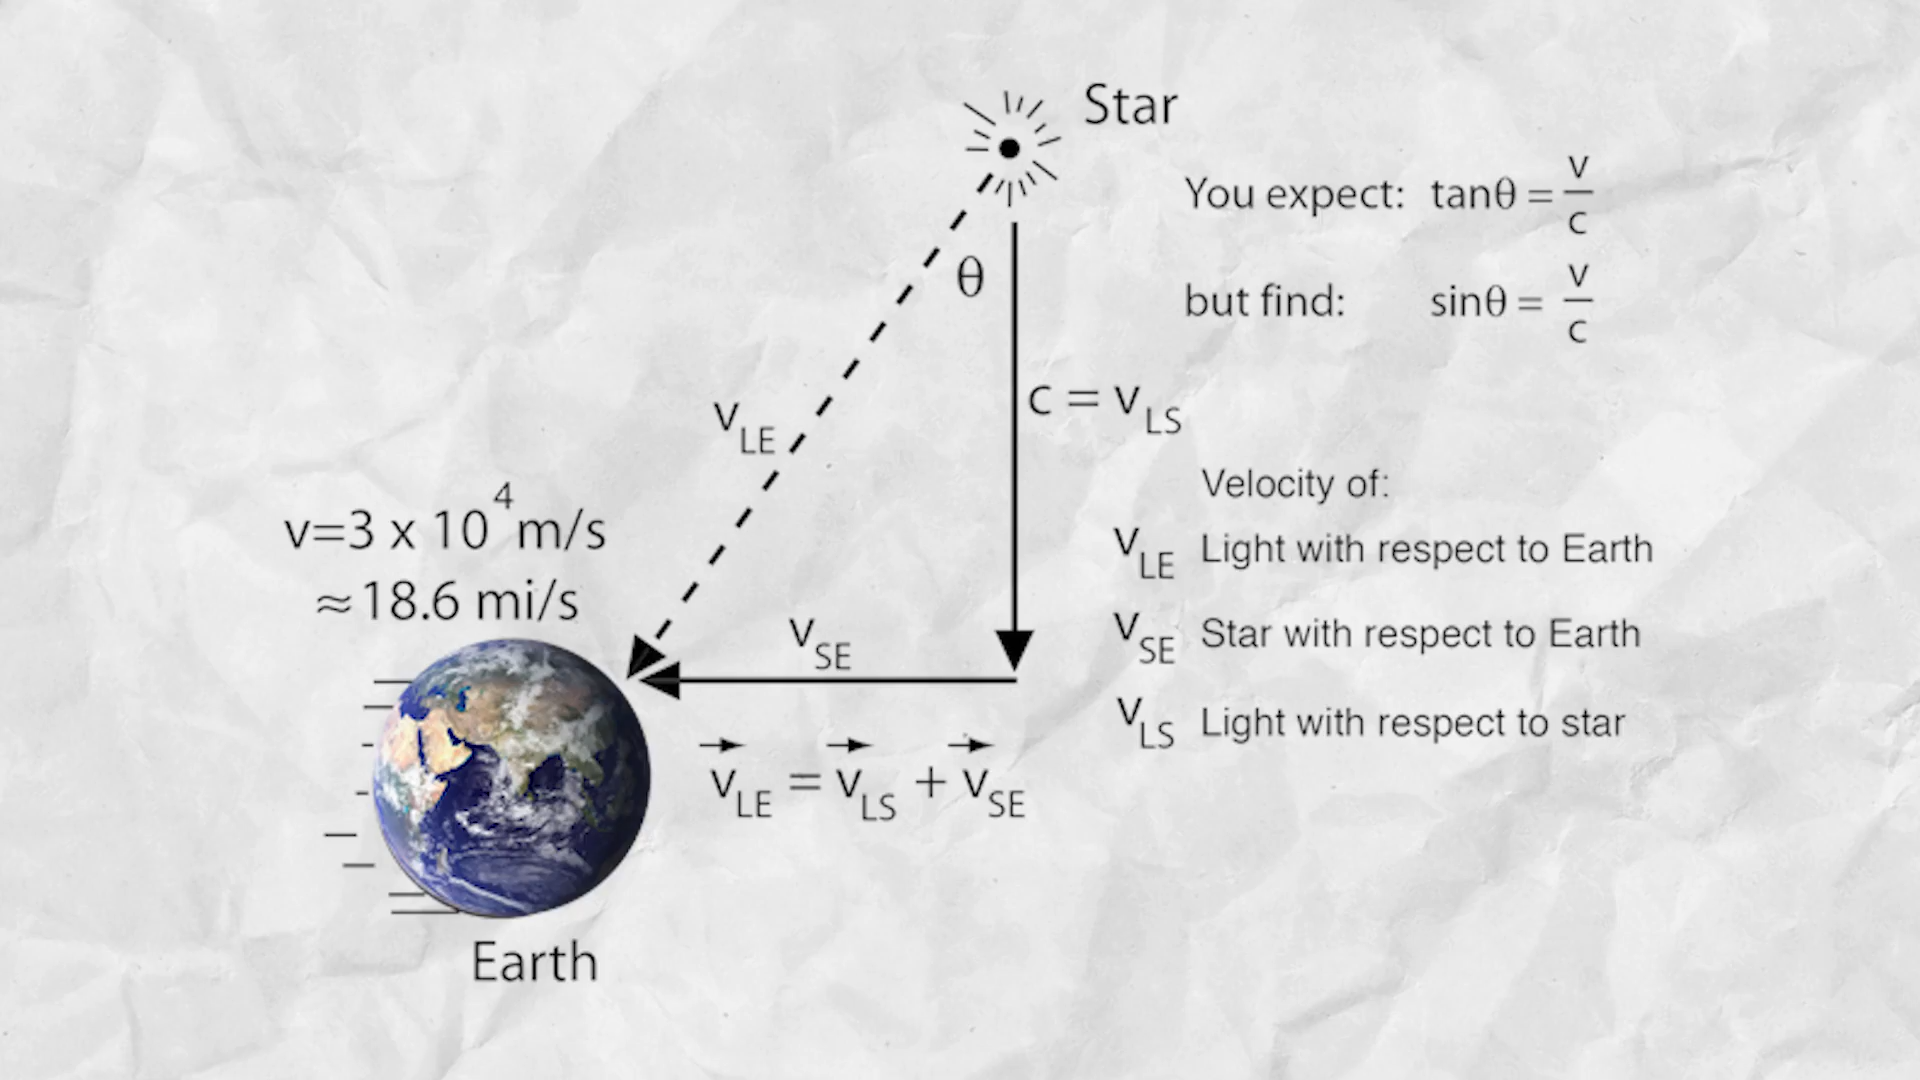 Star
You expect: tanθ = v/c
but find: sinθ = v/c
θ
c = v_LS
v_LE
v=3 x 10^4 m/s
≈18.6 mi/s
v_SE
Velocity of:
v_LE Light with respect to Earth
v_SE Star with respect to Earth
v_LS Light with respect to star
v⃗_LE = v⃗_LS + v⃗_SE
Earth